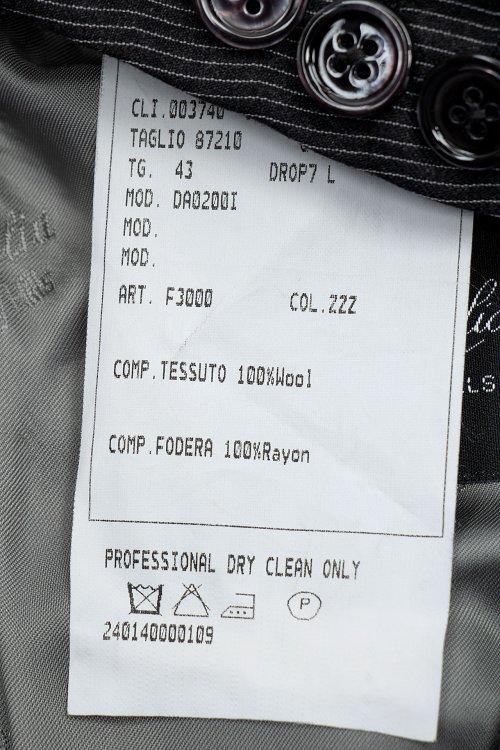 CLI.003740
TAGLIO 87210
TG. 43 DROP7 L
MOD. DA0200I
MOD.
MOD.
ART. F3000 COL.ZZZ
COMP.TESSUTO 100%Wool
COMP.FODERA 100%Rayon
PROFESSIONAL DRY CLEAN ONLY
P
240140000109
LS